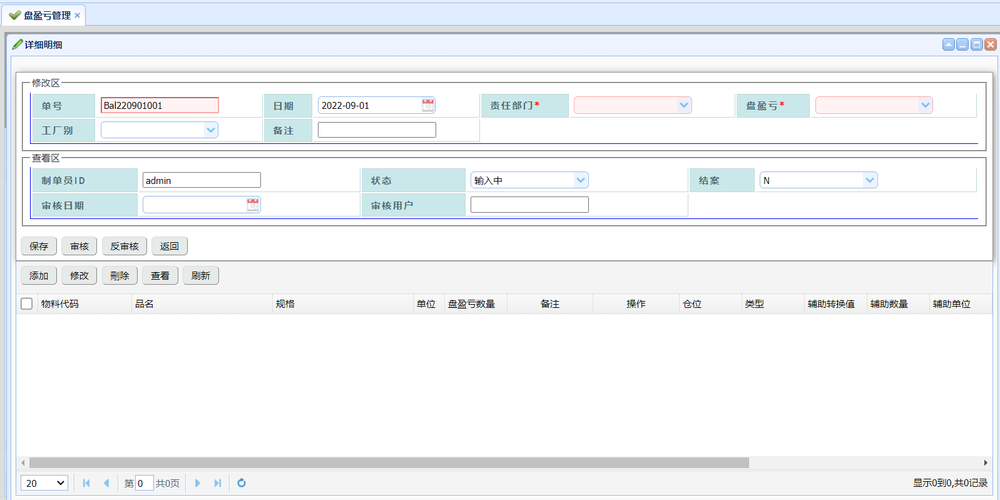 盘盈亏管理
详细明细
修改区
单号 Bal220901001 日期 2022-09-01 责任部门* 盘盈亏*
工厂别 备注
查看区
制单员ID admin 状态 输入中 结案 N
审核日期 审核用户
保存 审核 反审核 返回
添加 修改 刪除 查看 刷新
物料代码 品名 规格 单位 盘盈亏数量 备注 操作 仓位 类型 辅助转换值 辅助数量 辅助单位
20 第 0 共0页 显示0到0,共0记录